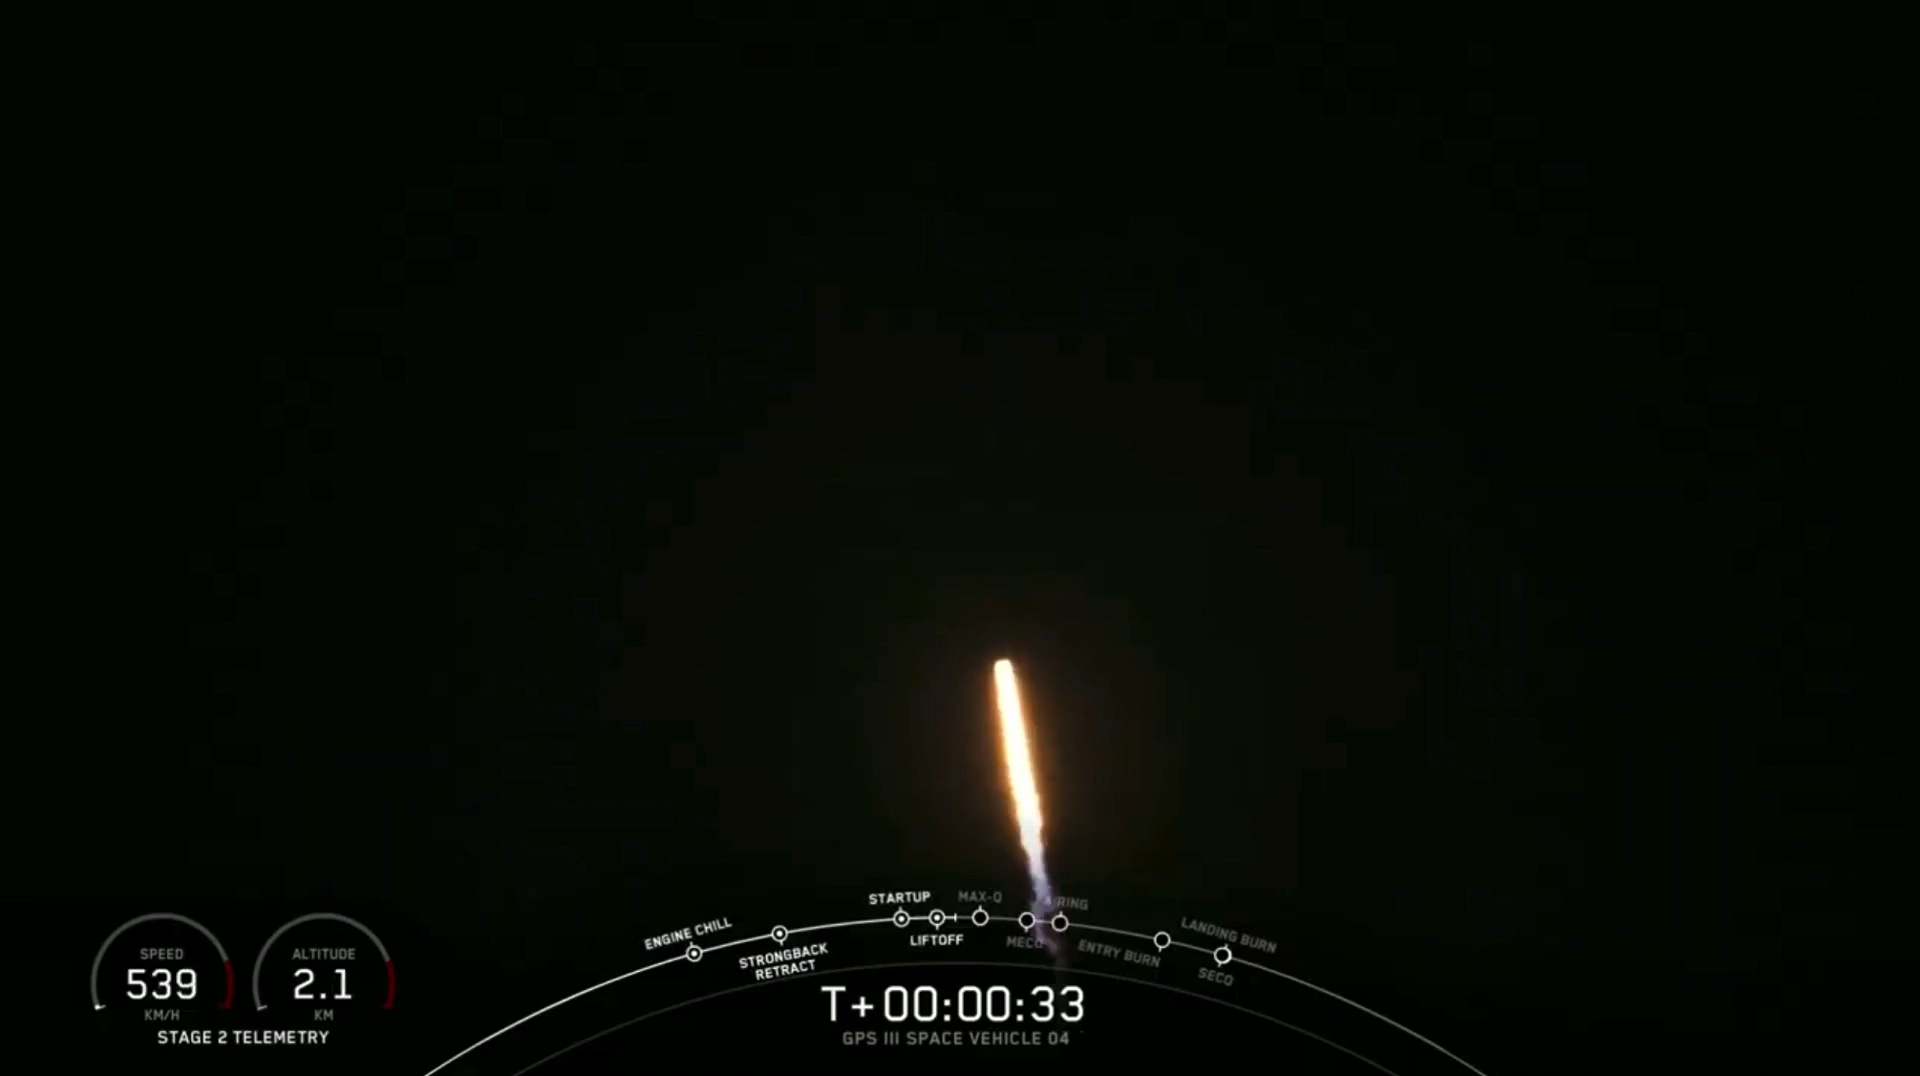 STARTUP
MAX-Q
ENGINE CHILL
LIFTOFF
MECO
ENTRY BURN
LANDING BURN
STRONGBACK
RETRACT
SECO
SPEED
539
KM/H
ALTITUDE
2.1
KM
STAGE 2 TELEMETRY
T+00:00:33
GPS III SPACE VEHICLE 04